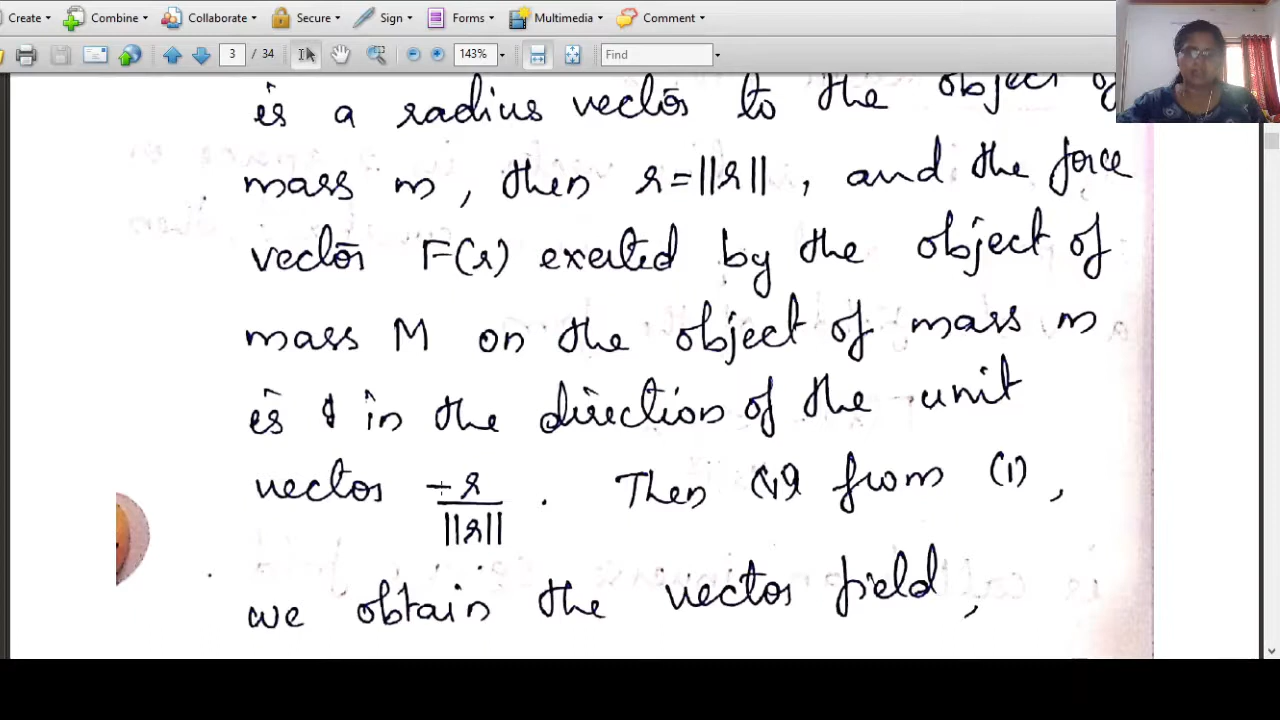 Create Combine Collaborate Secure Sign Forms Multimedia Comment
3 / 34 143% Find
is a radius vector to the object of
mass m, then r=||r||, and the force
vector F(r) exerted by the object of
mass M on the object of mass m
is in the direction of the unit
vector -r/||r||. Then from (1),
we obtain the vector field,